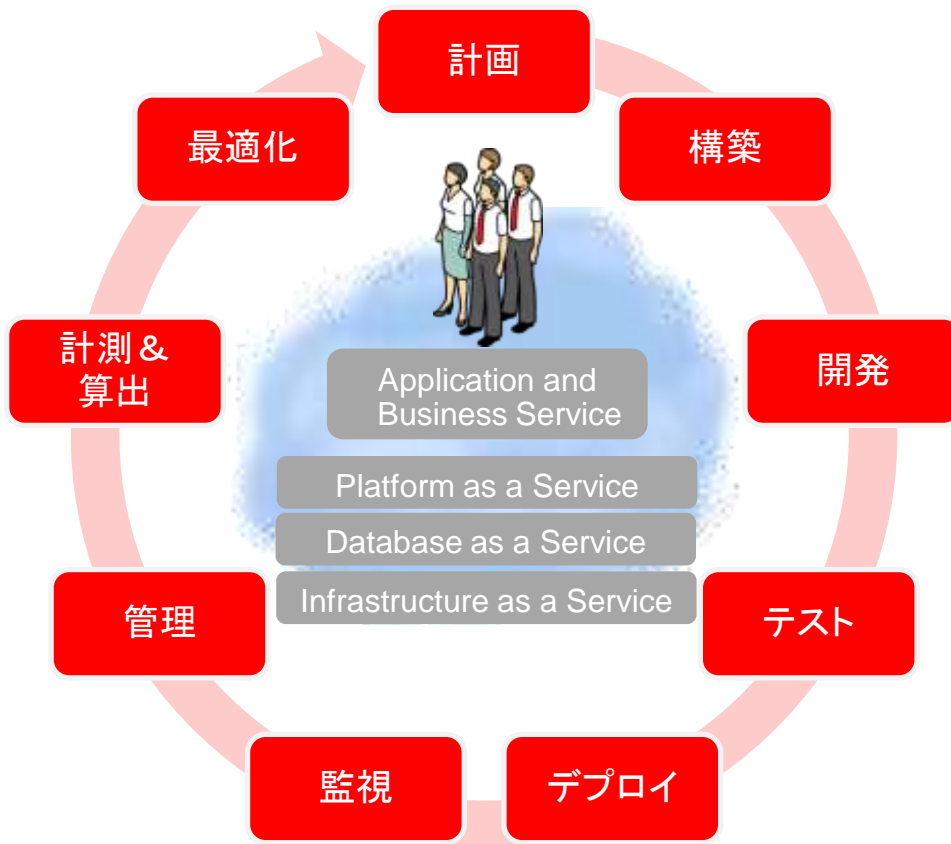 計画
構築
開発
テスト
デプロイ
監視
管理
計測＆
算出
最適化
Application and
Business Service
Platform as a Service
Database as a Service
Infrastructure as a Service